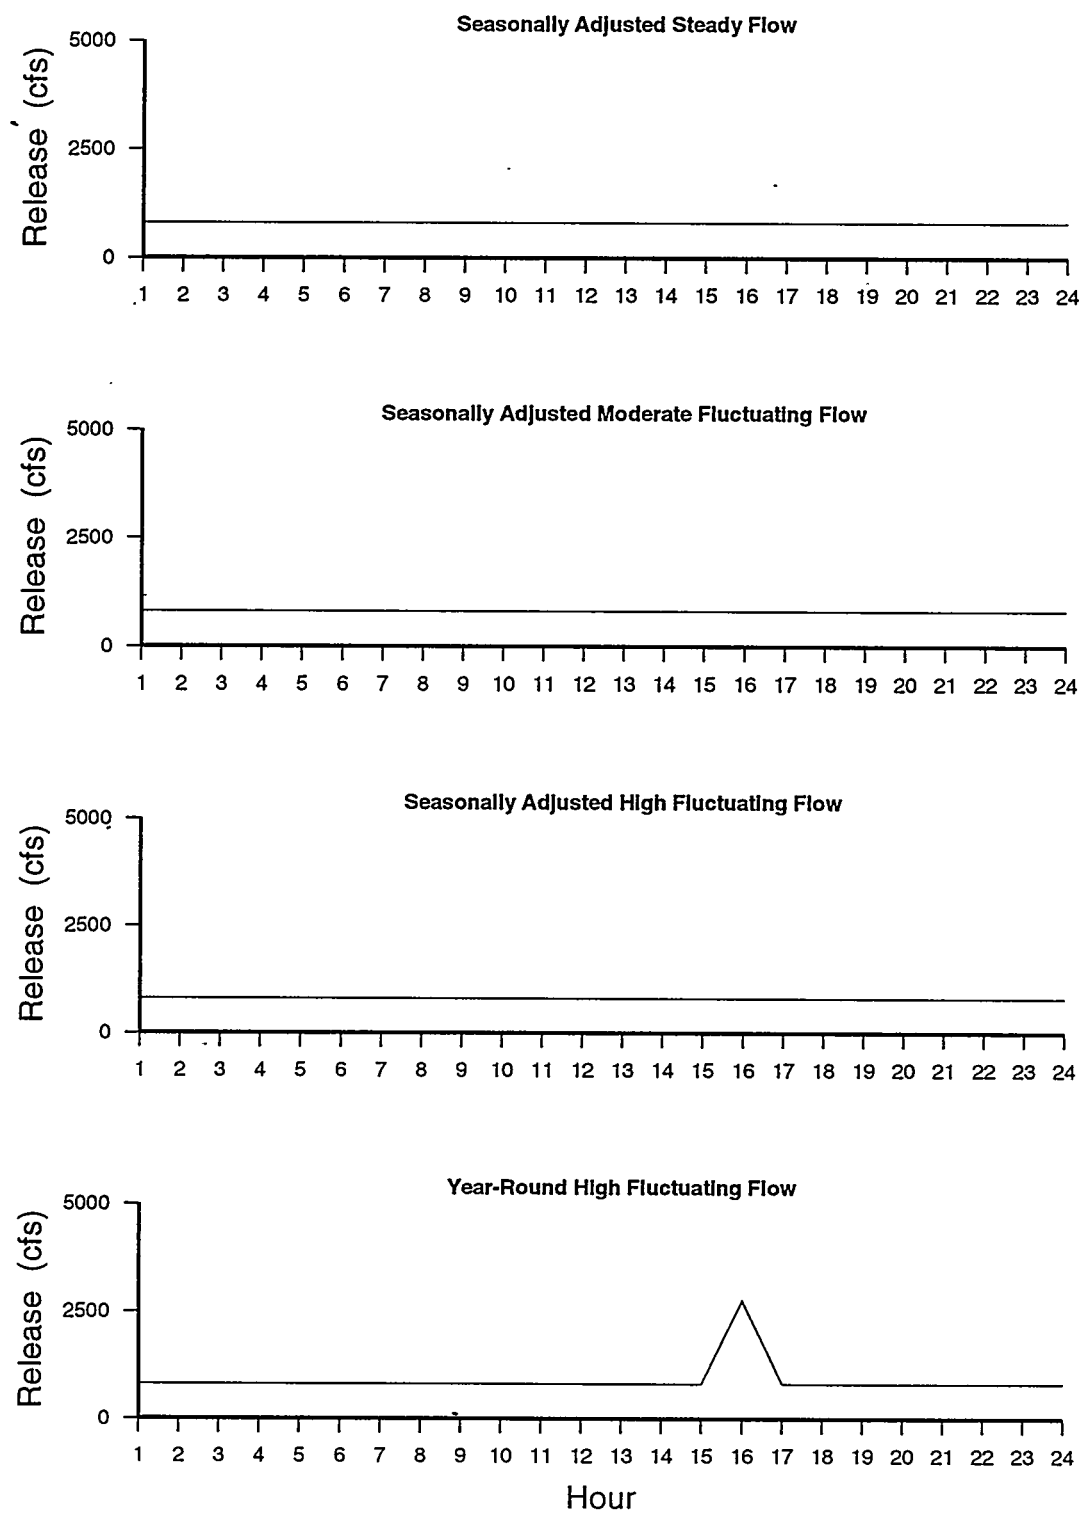 Seasonally Adjusted Steady Flow
5000
2500
0
Release (cfs)
1 2 3 4 5 6 7 8 9 10 11 12 13 14 15 16 17 18 19 20 21 22 23 24
Seasonally Adjusted Moderate Fluctuating Flow
5000
2500
0
Release (cfs)
1 2 3 4 5 6 7 8 9 10 11 12 13 14 15 16 17 18 19 20 21 22 23 24
Seasonally Adjusted High Fluctuating Flow
5000
2500
0
Release (cfs)
1 2 3 4 5 6 7 8 9 10 11 12 13 14 15 16 17 18 19 20 21 22 23 24
Year-Round High Fluctuating Flow
5000
2500
0
Release (cfs)
1 2 3 4 5 6 7 8 9 10 11 12 13 14 15 16 17 18 19 20 21 22 23 24
Hour